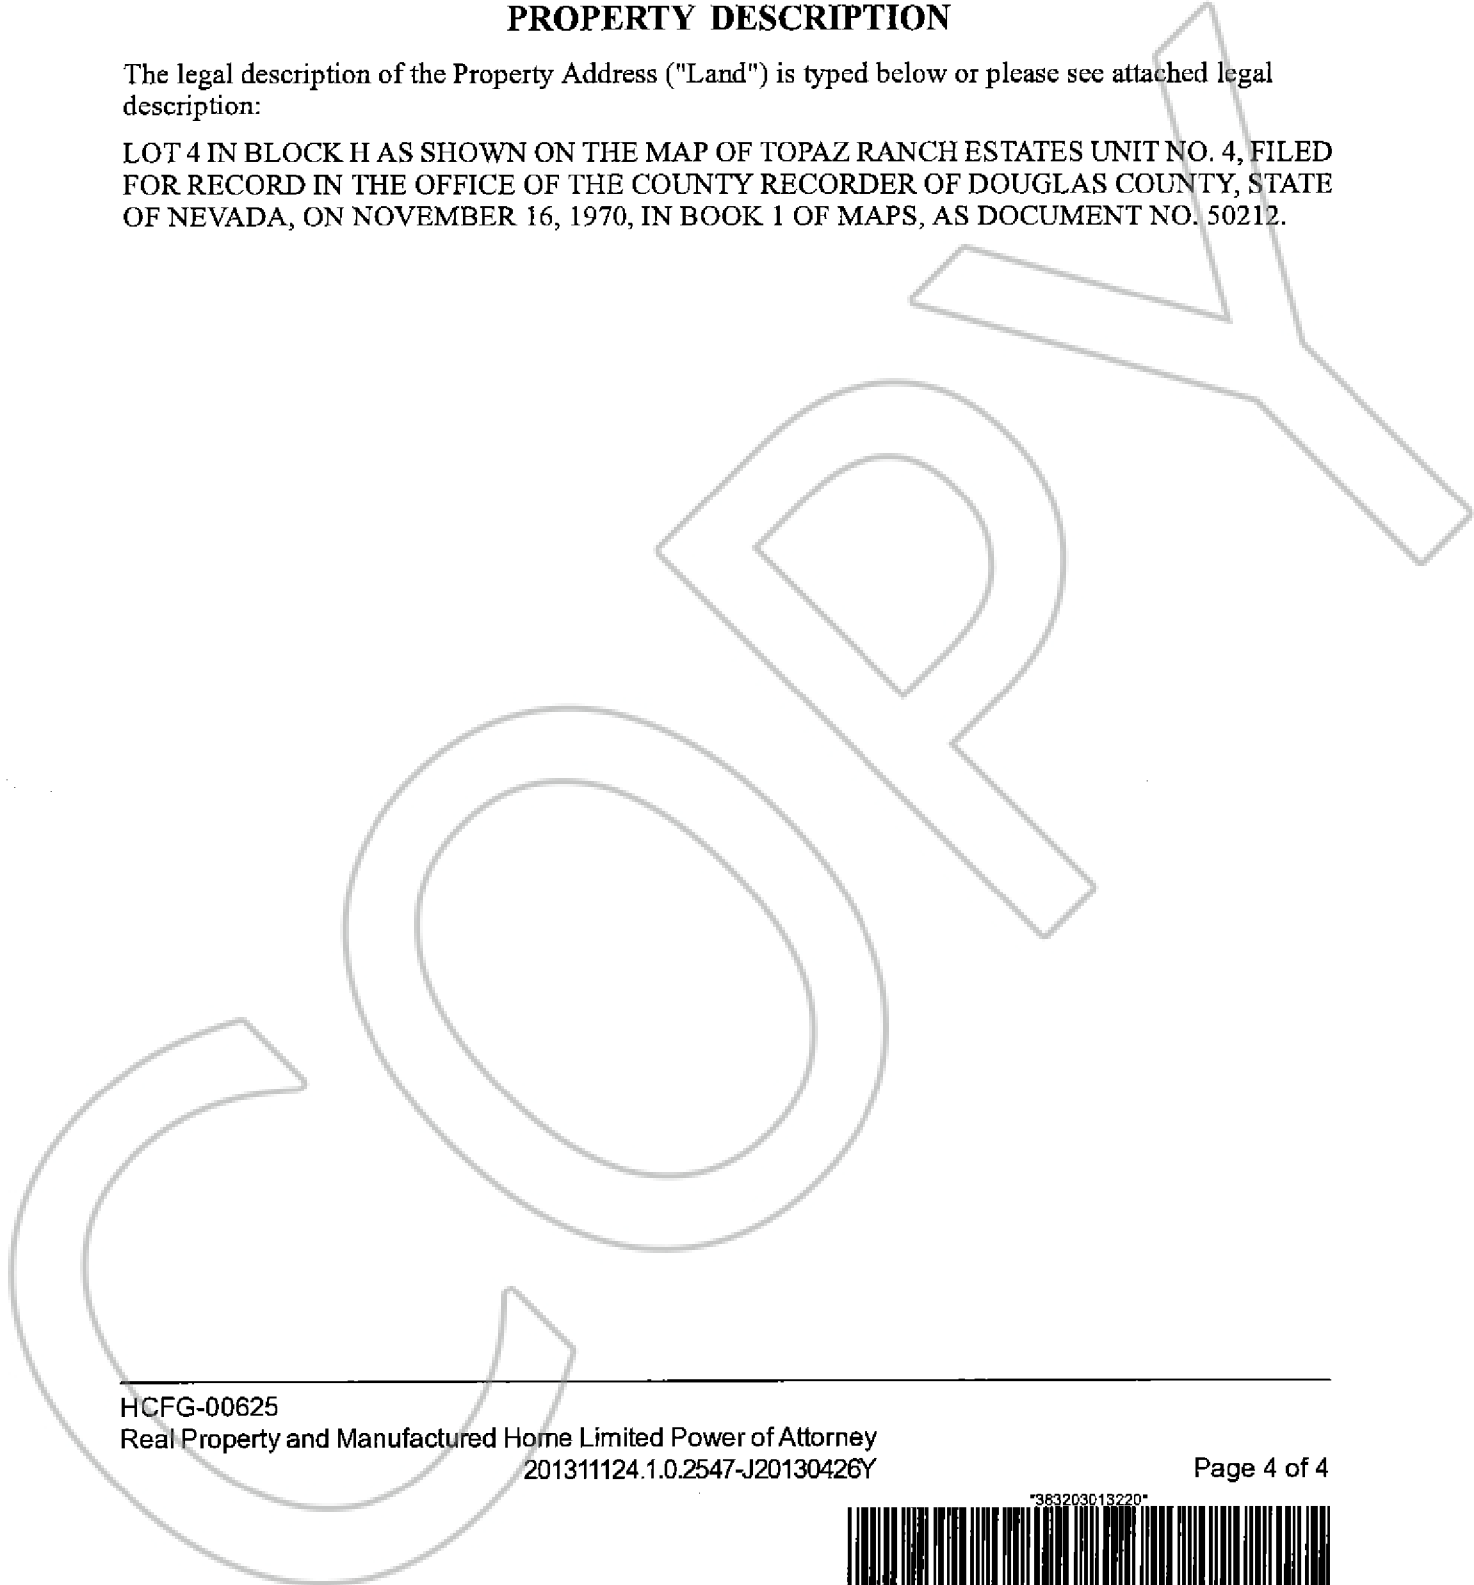 PROPERTY DESCRIPTION
The legal description of the Property Address ("Land") is typed below or please see attached legal
description:
LOT 4 IN BLOCK H AS SHOWN ON THE MAP OF TOPAZ RANCH ESTATES UNIT NO. 4, FILED
FOR RECORD IN THE OFFICE OF THE COUNTY RECORDER OF DOUGLAS COUNTY, STATE
OF NEVADA, ON NOVEMBER 16, 1970, IN BOOK 1 OF MAPS, AS DOCUMENT NO. 50212.
COPY
HCFG-00625
Real Property and Manufactured Home Limited Power of Attorney
201311124.1.0.2547-J20130426Y
Page 4 of 4
"383203013220"